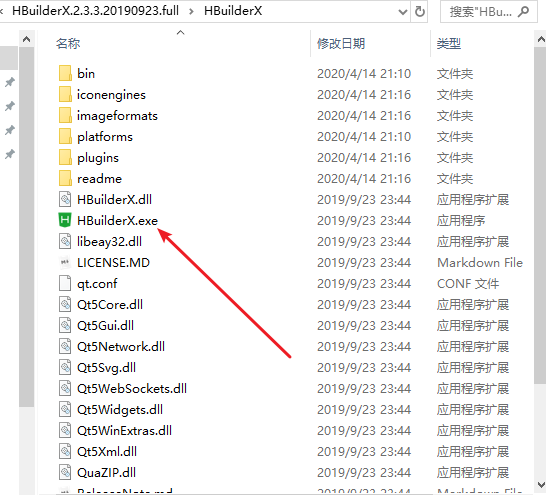 HBuilderX.2.3.3.20190923.full > HBuilderX
搜索"HBu...
名称 修改日期 类型
bin 2020/4/14 21:10 文件夹
iconengines 2020/4/14 21:16 文件夹
imageformats 2020/4/14 21:16 文件夹
platforms 2020/4/14 21:10 文件夹
plugins 2020/4/14 21:16 文件夹
readme 2020/4/14 21:16 文件夹
HBuilderX.dll 2019/9/23 23:44 应用程序扩展
HBuilderX.exe 2019/9/23 23:44 应用程序
libeay32.dll 2019/9/23 23:44 应用程序扩展
LICENSE.MD 2019/9/23 23:44 Markdown File
qt.conf 2019/9/23 23:44 CONF 文件
Qt5Core.dll 2019/9/23 23:44 应用程序扩展
Qt5Gui.dll 2019/9/23 23:44 应用程序扩展
Qt5Network.dll 2019/9/23 23:44 应用程序扩展
Qt5Svg.dll 2019/9/23 23:44 应用程序扩展
Qt5WebSockets.dll 2019/9/23 23:44 应用程序扩展
Qt5Widgets.dll 2019/9/23 23:44 应用程序扩展
Qt5WinExtras.dll 2019/9/23 23:44 应用程序扩展
Qt5Xml.dll 2019/9/23 23:44 应用程序扩展
QuaZIP.dll 2019/9/23 23:44 应用程序扩展
ReleaseNote.md 2019/9/23 23:44 Markdown File